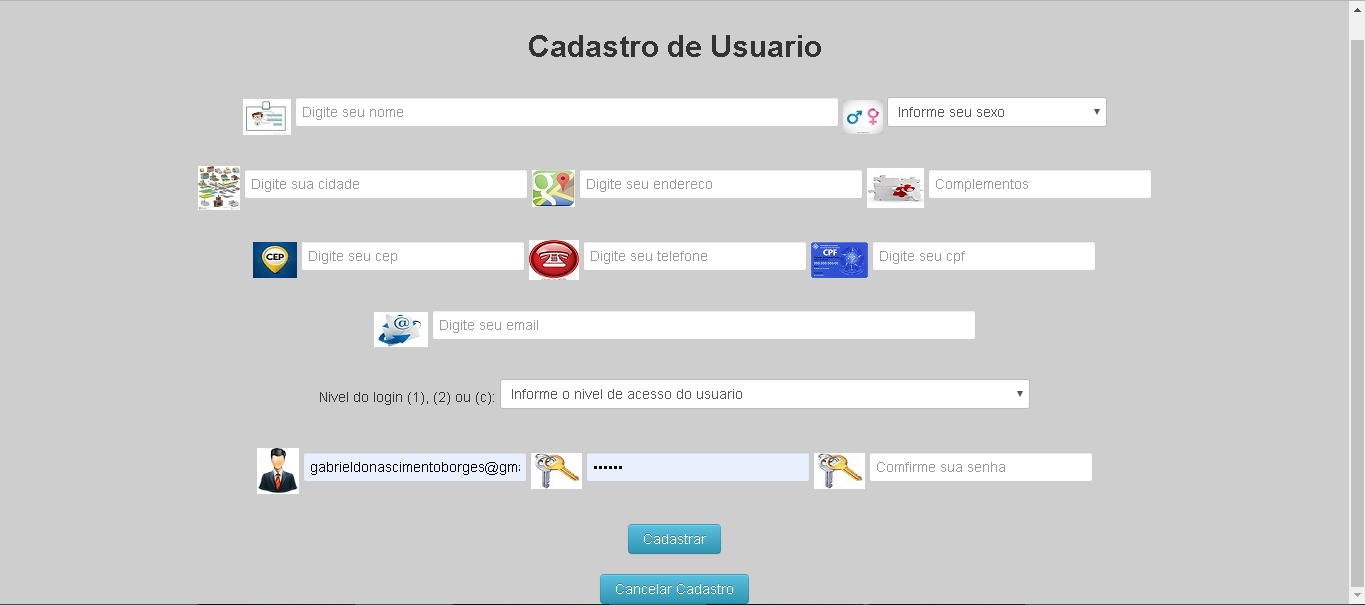 Cadastro de Usuario
Digite seu nome
Informe seu sexo
Digite sua cidade
Digite seu endereco
Complementos
CEP
Digite seu cep
Digite seu telefone
CPF
Digite seu cpf
@
Digite seu email
Nivel do login (1), (2) ou (c):
Informe o nivel de acesso do usuario
gabrieldonascimentoborges@gma
Comfirme sua senha
Cadastrar
Cancelar Cadastro